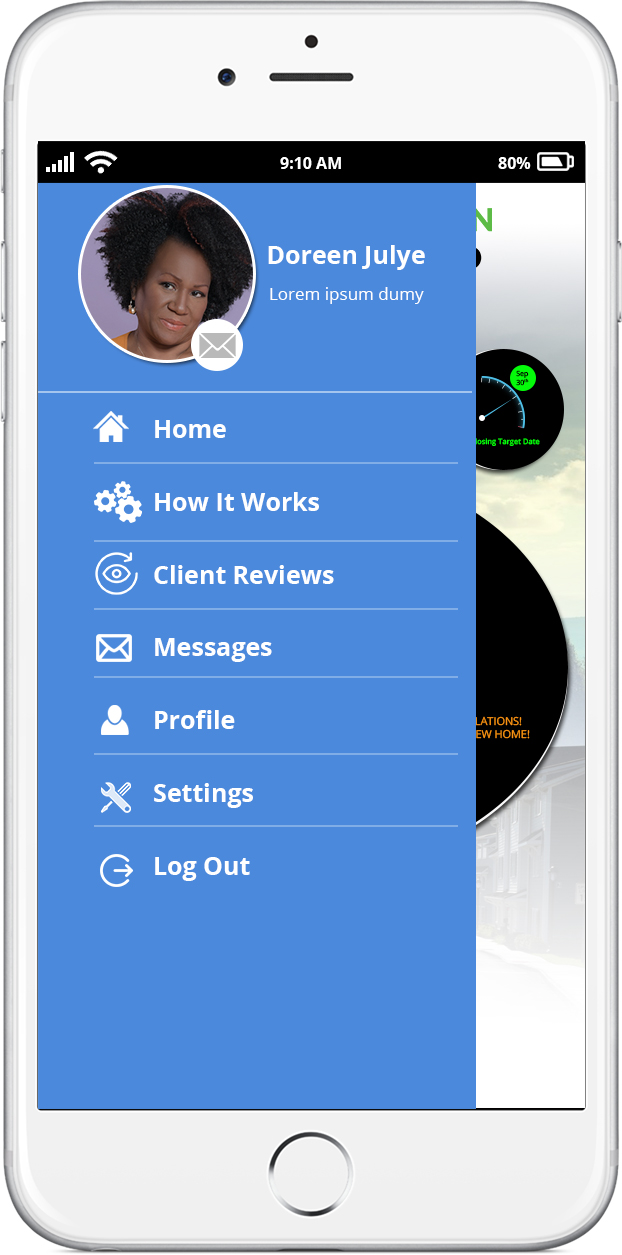 9:10 AM
80%
N
Doreen Julye
Lorem ipsum dumy
Sep
30th
losing Target Date
Home
How It Works
Client Reviews
Messages
Profile
LATIONS!
EW HOME!
Settings
Log Out